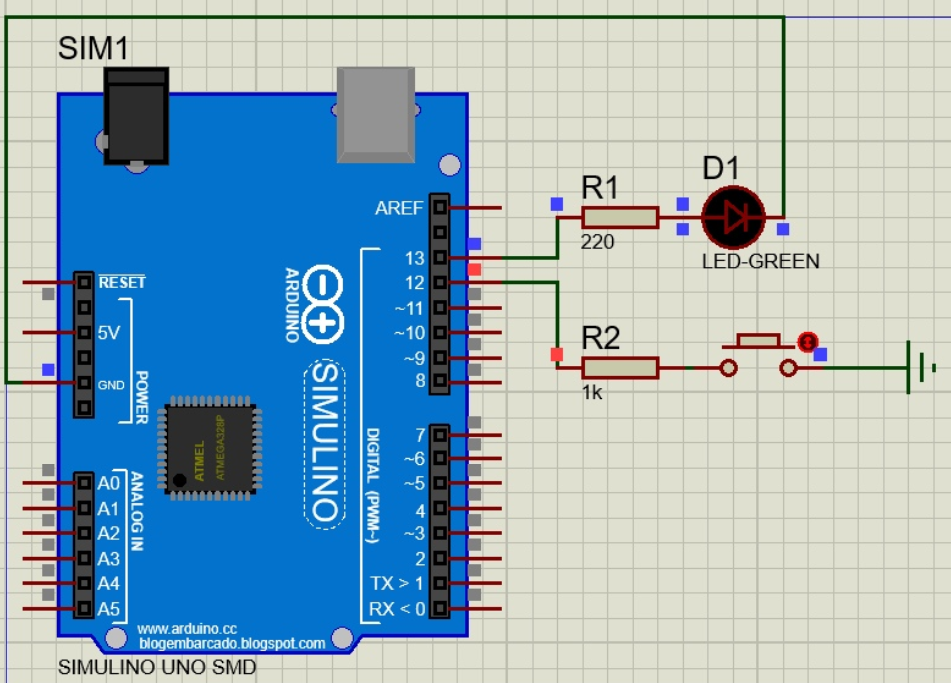 SIM1
D1
R1
220
LED-GREEN
AREF
13
12
~11
~10
~9
8
RESET
5V
GND
POWER
ARDUINO
SIMULINO
R2
1k
ATMEL
ATMEGA328P
7
~6
~5
4
~3
2
TX > 1
RX < 0
DIGITAL (PWM~)
A0
A1
A2
A3
A4
A5
ANALOG IN
www.arduino.cc
blogembarcado.blogspot.com
SIMULINO UNO SMD